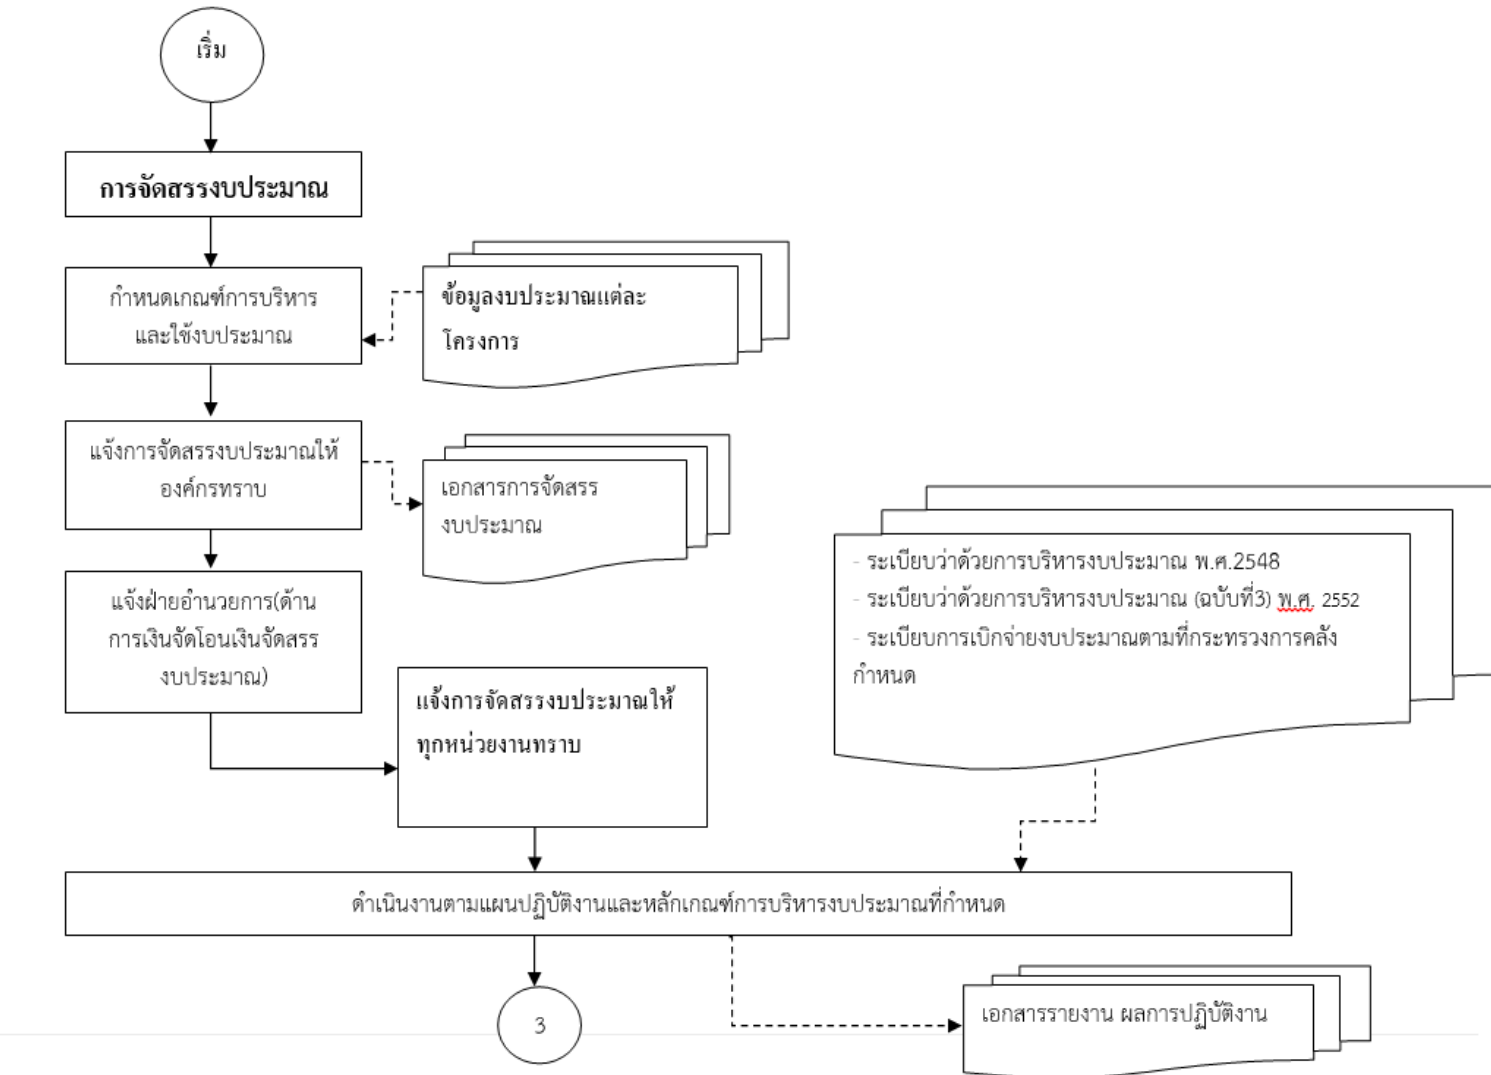 เริ่ม
การจัดสรรงบประมาณ
กำหนดเกณฑ์การบริหาร
และใช้งบประมาณ
ข้อมูลงบประมาณแต่ละ
โครงการ
แจ้งการจัดสรรงบประมาณให้
องค์กรทราบ
เอกสารการจัดสรร
งบประมาณ
- ระเบียบว่าด้วยการบริหารงบประมาณ พ.ศ.2548
- ระเบียบว่าด้วยการบริหารงบประมาณ (ฉบับที่3) พ.ศ. 2552
- ระเบียบการเบิกจ่ายงบประมาณตามที่กระทรวงการคลัง
กำหนด
แจ้งฝ่ายอำนวยการ(ด้าน
การเงินจัดโอนเงินจัดสรร
งบประมาณ)
แจ้งการจัดสรรงบประมาณให้
ทุกหน่วยงานทราบ
ดำเนินงานตามแผนปฏิบัติงานและหลักเกณฑ์การบริหารงบประมาณที่กำหนด
3
เอกสารรายงาน ผลการปฏิบัติงาน